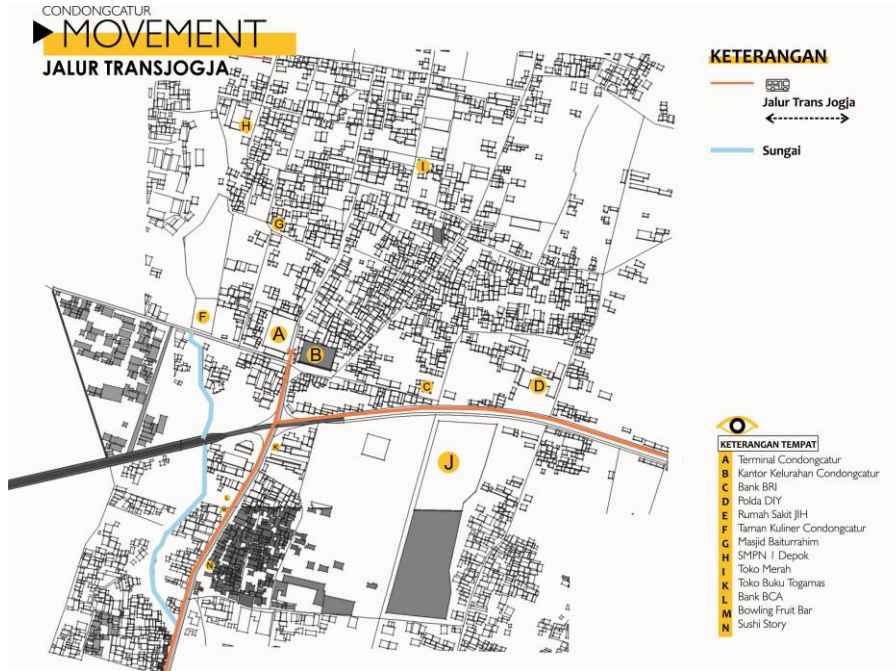 CONDONGCATUR
MOVEMENT
JALUR TRANSJOGJA
KETERANGAN
Jalur Trans Jogja
Sungai
H
I
G
F
A
B
C
D
K
J
L
M
N
KETERANGAN TEMPAT
A Terminal Condongcatur
B Kantor Kelurahan Condongcatur
C Bank BRI
D Polda DIY
E Rumah Sakit JIH
F Taman Kuliner Condongcatur
G Masjid Baiturrahim
H SMPN 1 Depok
I Toko Merah
K Toko Buku Togamas
L Bank BCA
M Bowling Fruit Bar
N Sushi Story